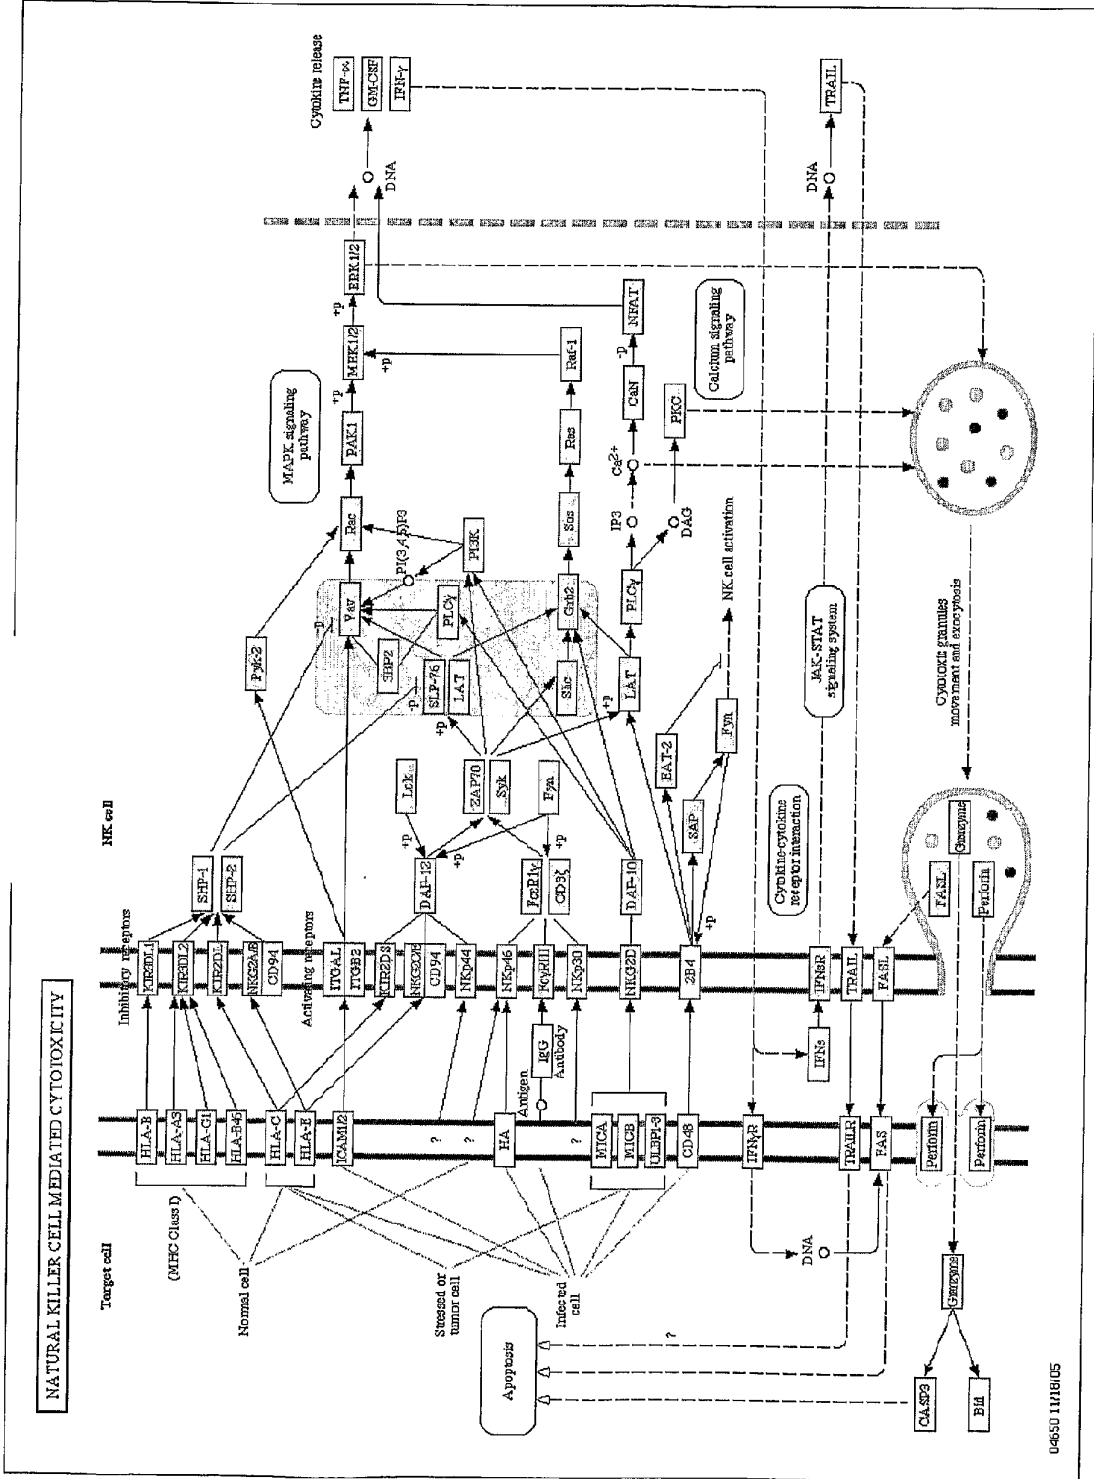 NATURAL KILLER CELL MEDIATED CYTOTOXICITY
Target cell
NK cell
(MHC Class I)
Inhibitory receptors
HLA-B
KIR3DL1
HLA-A3
KIR3DL2
HLA-G1
KIR2DL
HLA-B46
NKG2A/B
CD94
SHP-1
SHP-2
Activating receptors
HLA-C
HLA-E
ICAM1/2
ITGAL
ITGB2
KIR2DS
NKG2C/E
CD94
NKp44
DAP-12
?
?
?
HA
NKp46
Antigen
IgG
Antibody
FcγRIII
NKp30
FcεR1γ
CD3ζ
MICA
MICB
ULBP1-3
NKG2D
DAP-10
CD48
2B4
+p
Normal cell
Stressed or
tumor cell
Infected
cell
Lck
+p
+p
+p
Fyn
ZAP70
Syk
Pyk-2
-p
-p
+p
+p
Vav
3BP2
PLCγ
SLP-76
LAT
Shc
Grb2
PI(3,4,5)P3
PI3K
Rac
PAK1
+p
MEK1/2
+p
ERK1/2
+p
MAPK signaling
pathway
Sos
Ras
Raf-1
LAT
PLCγ
IP3
DAG
Ca2+
CaN
-p
NFAT
PKC
Calcium signaling
pathway
DNA
Cytokine release
TNF-α
GM-CSF
IFN-γ
EAT-2
SAP
Fyn
NK cell activation
Cytokine-cytokine
receptor interaction
JAK-STAT
signaling system
DNA
TRAIL
IFNγR
IFNs
IFNsR
TRAILR
TRAIL
FAS
FASL
DNA
Apoptosis
?
Perforin
Perforin
FASL
Granzyme
Perforin
Cytotoxic granules
movement and exocytosis
Granzyme
CASP3
Bid
04650 11/18/05